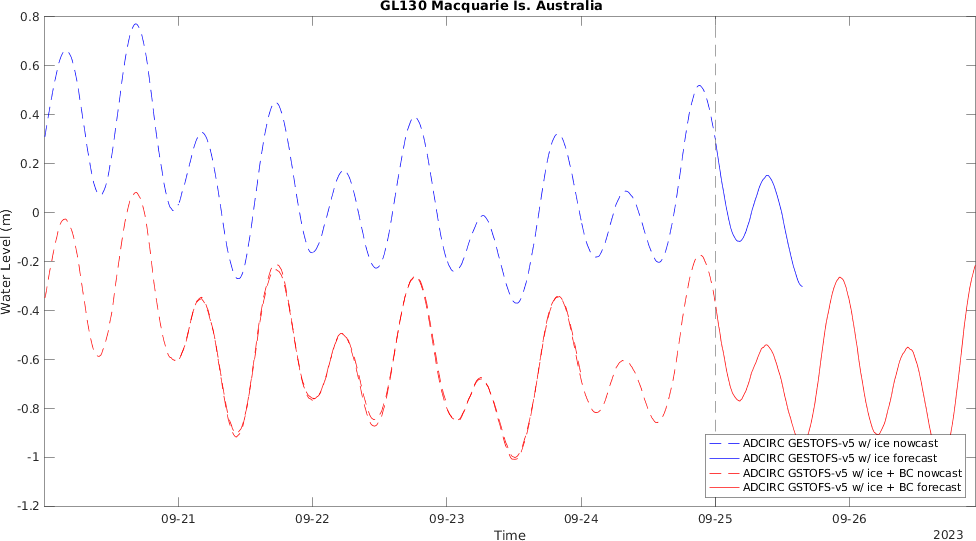 GL130 Macquarie Is. Australia
Water Level (m)
0.8
0.6
0.4
0.2
0
-0.2
-0.4
-0.6
-0.8
-1
-1.2
ADCIRC GESTOFS-v5 w/ ice nowcast
ADCIRC GESTOFS-v5 w/ ice forecast
ADCIRC GSTOFS-v5 w/ ice + BC nowcast
ADCIRC GSTOFS-v5 w/ ice + BC forecast
09-21 09-22 09-23 09-24 09-25 09-26
Time
2023